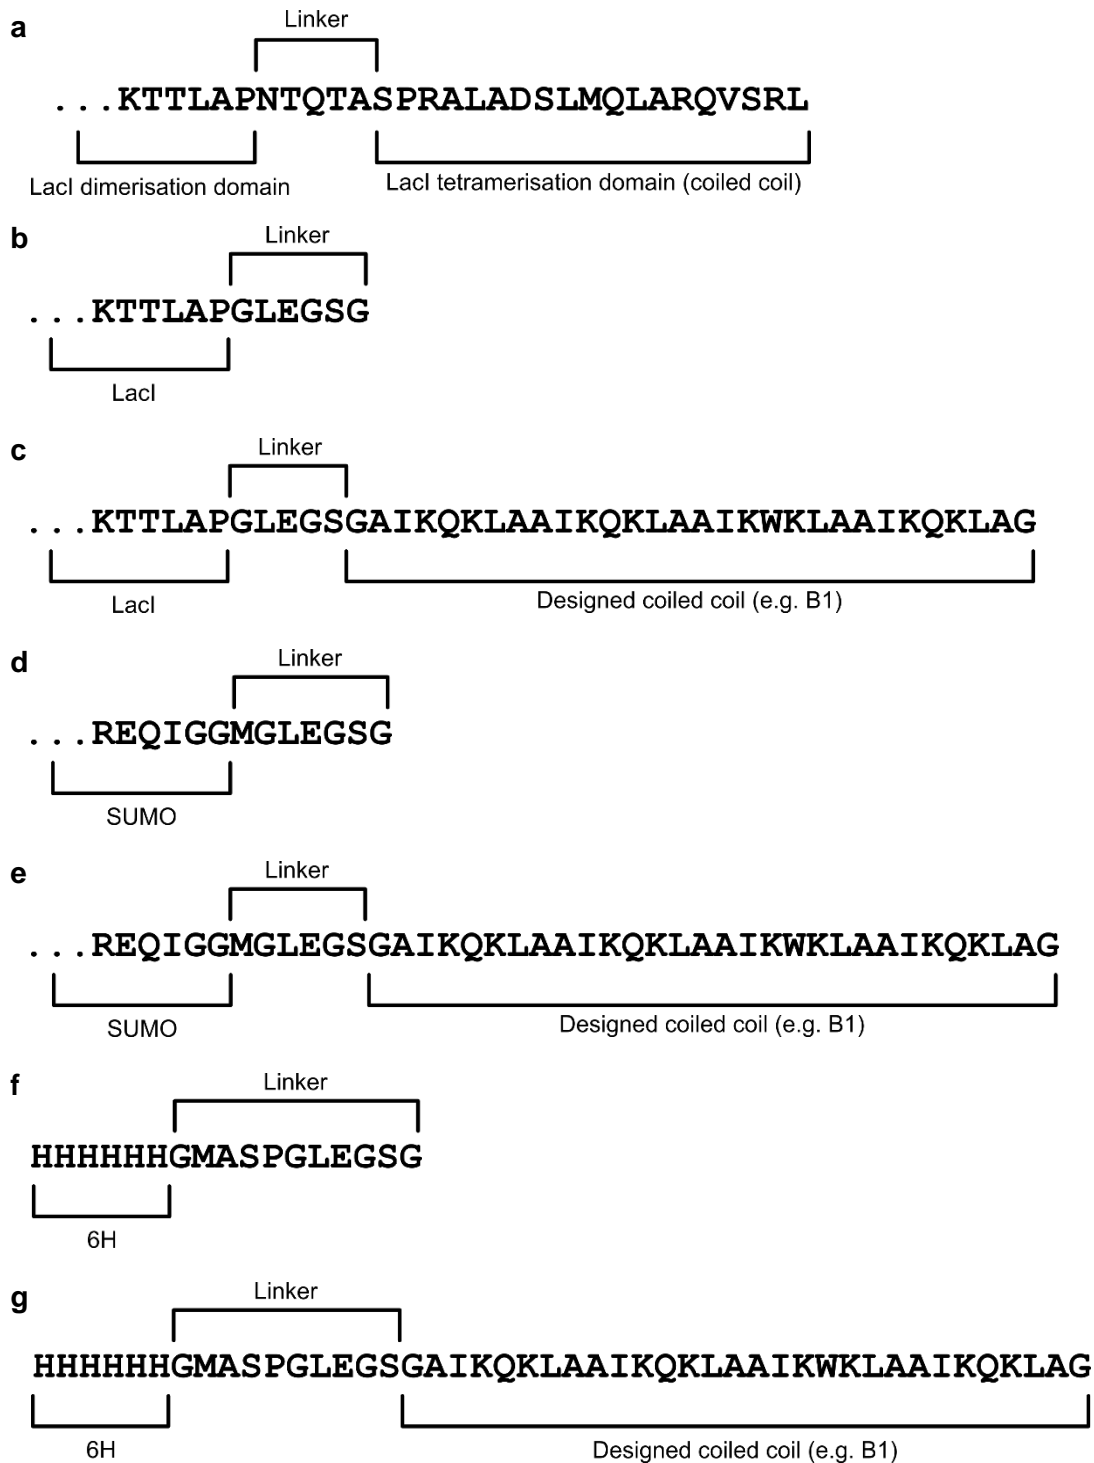 a
Linker
...KTTLAPNTQTASPRALADSLMQLARQVSRL
LacI dimerisation domain
LacI tetramerisation domain (coiled coil)
b
Linker
...KTTLAPGLEGSG
LacI
c
Linker
...KTTLAPGLEGSGAIKQKLAAIKQKLAAIKWKLAAIKQKLAG
LacI
Designed coiled coil (e.g. B1)
d
Linker
...REQIGGMGLEGSG
SUMO
e
Linker
...REQIGGMGLEGSGAIKQKLAAIKQKLAAIKWKLAAIKQKLAG
SUMO
Designed coiled coil (e.g. B1)
f
Linker
HHHHHHGMASPGLEGSG
6H
g
Linker
HHHHHHGMASPGLEGSGAIKQKLAAIKQKLAAIKWKLAAIKQKLAG
6H
Designed coiled coil (e.g. B1)